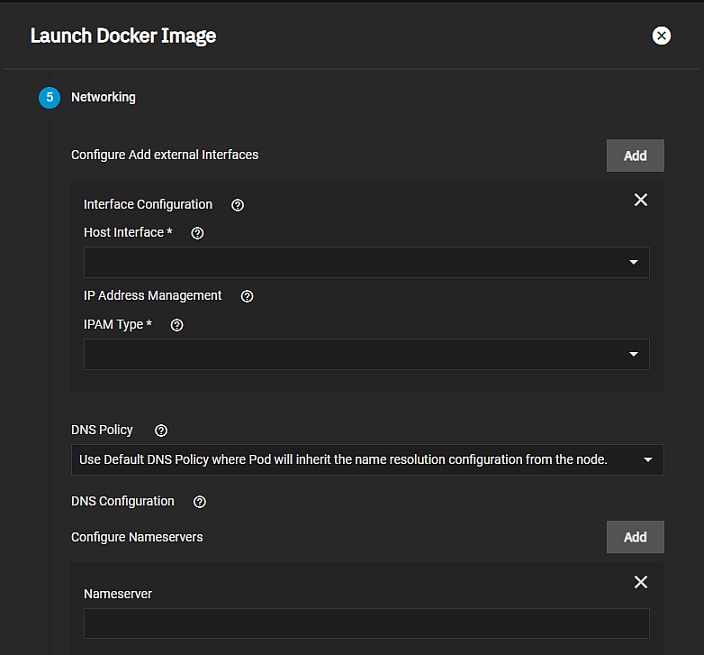 Launch Docker Image
5 Networking
Configure Add external Interfaces
Add
Interface Configuration
Host Interface *
IP Address Management
IPAM Type *
DNS Policy
Use Default DNS Policy where Pod will inherit the name resolution configuration from the node.
DNS Configuration
Configure Nameservers
Add
Nameserver